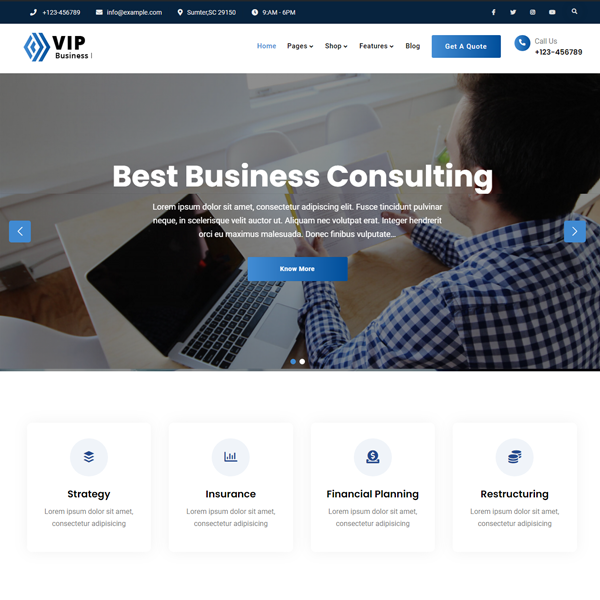 +123-456789 info@example.com Sumter,SC 29150 9:AM - 6PM
VIP
Business
Home Pages Shop Features Blog Get A Quote Call Us
+123-456789
Best Business Consulting
Lorem ipsum dolor sit amet, consectetur adipiscing elit. Fusce tincidunt pulvinar
neque, in scelerisque velit auctor ut. Aliquam nec volutpat erat. Integer hendrerit
orci eu maximus malesuada. Donec finibus vulputate...
Know More
Strategy
Lorem ipsum dolor sit amet,
consectetur adipisicing
Insurance
Lorem ipsum dolor sit amet,
consectetur adipisicing
Financial Planning
Lorem ipsum dolor sit amet,
consectetur adipisicing
Restructuring
Lorem ipsum dolor sit amet,
consectetur adipisicing